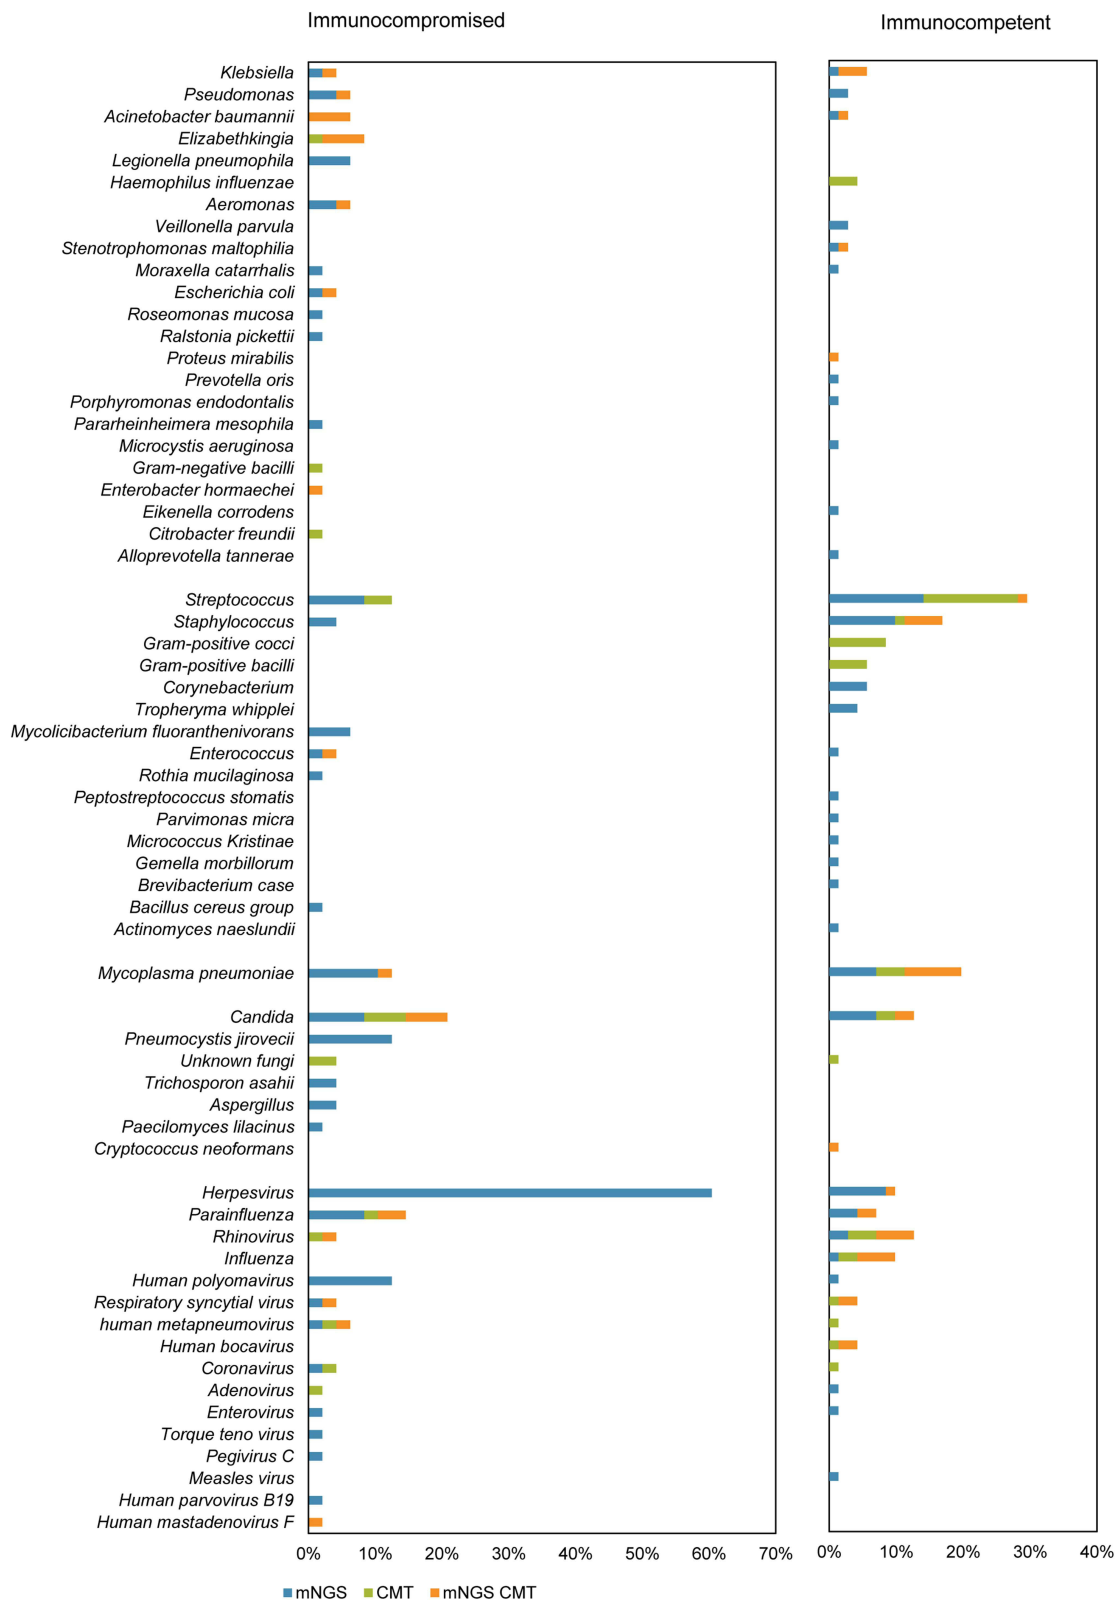 Immunocompromised
Immunocompetent
Klebsiella
Pseudomonas
Acinetobacter baumannii
Elizabethkingia
Legionella pneumophila
Haemophilus influenzae
Aeromonas
Veillonella parvula
Stenotrophomonas maltophilia
Moraxella catarrhalis
Escherichia coli
Roseomonas mucosa
Ralstonia pickettii
Proteus mirabilis
Prevotella oris
Porphyromonas endodontalis
Pararheinheimera mesophila
Microcystis aeruginosa
Gram-negative bacilli
Enterobacter hormaechei
Eikenella corrodens
Citrobacter freundii
Alloprevotella tannerae
Streptococcus
Staphylococcus
Gram-positive cocci
Gram-positive bacilli
Corynebacterium
Tropheryma whipplei
Mycolicibacterium fluoranthenivorans
Enterococcus
Rothia mucilaginosa
Peptostreptococcus stomatis
Parvimonas micra
Micrococcus Kristinae
Gemella morbillorum
Brevibacterium case
Bacillus cereus group
Actinomyces naeslundii
Mycoplasma pneumoniae
Candida
Pneumocystis jirovecii
Unknown fungi
Trichosporon asahii
Aspergillus
Paecilomyces lilacinus
Cryptococcus neoformans
Herpesvirus
Parainfluenza
Rhinovirus
Influenza
Human polyomavirus
Respiratory syncytial virus
human metapneumovirus
Human bocavirus
Coronavirus
Adenovirus
Enterovirus
Torque teno virus
Pegivirus C
Measles virus
Human parvovirus B19
Human mastadenovirus F
0% 10% 20% 30% 40% 50% 60% 70%
0% 10% 20% 30% 40%
mNGS CMT mNGS CMT